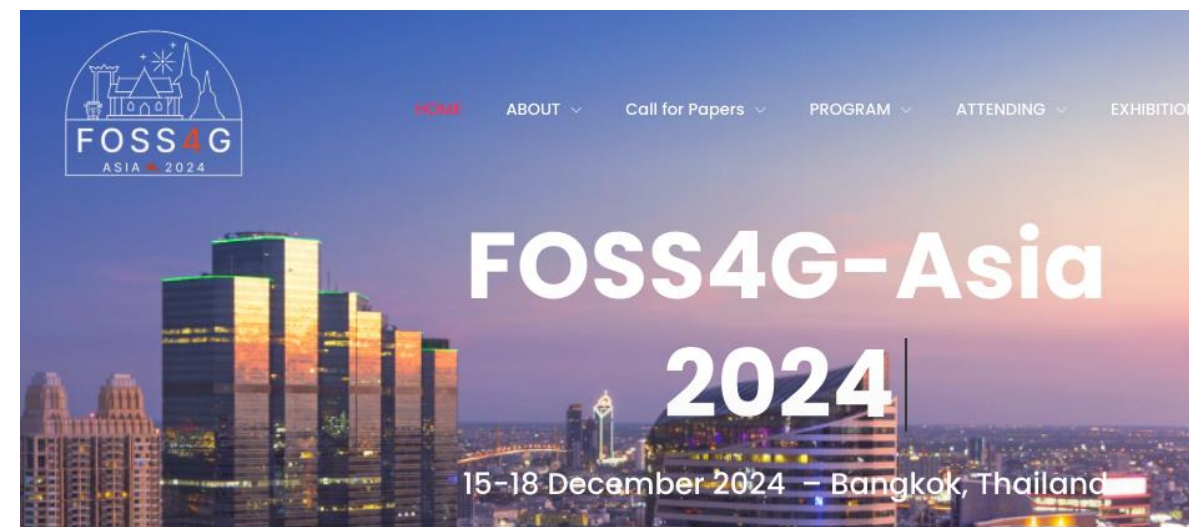 FOSS4G
ASIA 2024
HOME ABOUT Call for Papers PROGRAM ATTENDING EXHIBITION
FOSS4G-Asia
2024
15-18 December 2024 – Bangkok, Thailand